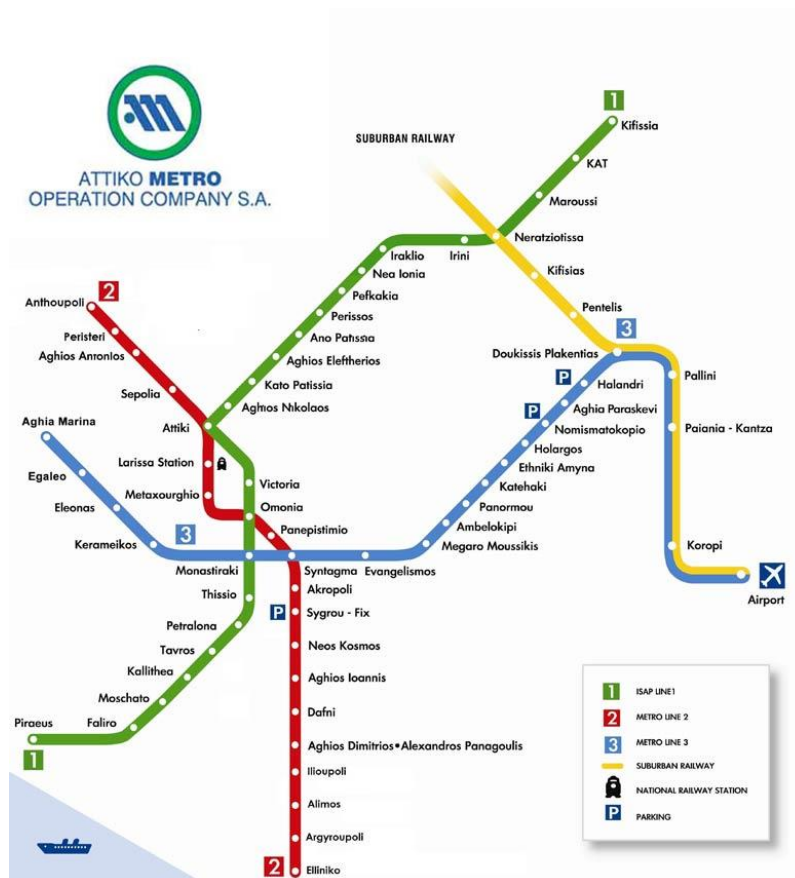 ATTIKO METRO
OPERATION COMPANY S.A.
SUBURBAN RAILWAY
1
Kifissia
KAT
Maroussi
Neratziotissa
Irini
Iraklio
Nea Ionia
Pefkakia
Perissos
Ano Patissia
Aghios Eleftherios
Kato Patissia
Aghios Nikolaos
Kifisias
Pentelis
3
Doukissis Plakentias
2
Anthoupoli
Peristeri
Aghios Antonios
Sepolia
Attiki
Larissa Station
Metaxourghio
Victoria
Omonia
Panepistimio
Aghia Marina
Egaleo
Eleonas
Kerameikos
3
Monastiraki
Syntagma
Evangelismos
Megaro Moussikis
Ambelokipi
Panormou
Katehaki
Ethniki Amyna
Holargos
P
Nomismatokopio
Aghia Paraskevi
P
Halandri
Pallini
Paiania - Kantza
Koropi
Airport
Thissio
Petralona
Tavros
Kallithea
Moschato
Faliro
Piraeus
1
Akropoli
P
Sygrou - Fix
Neos Kosmos
Aghios Ioannis
Dafni
Aghios Dimitrios•Alexandros Panagoulis
Ilioupoli
Alimos
Argyroupoli
2
Elliniko
1 ISAP LINE1
2 METRO LINE 2
3 METRO LINE 3
SUBURBAN RAILWAY
NATIONAL RAILWAY STATION
P PARKING